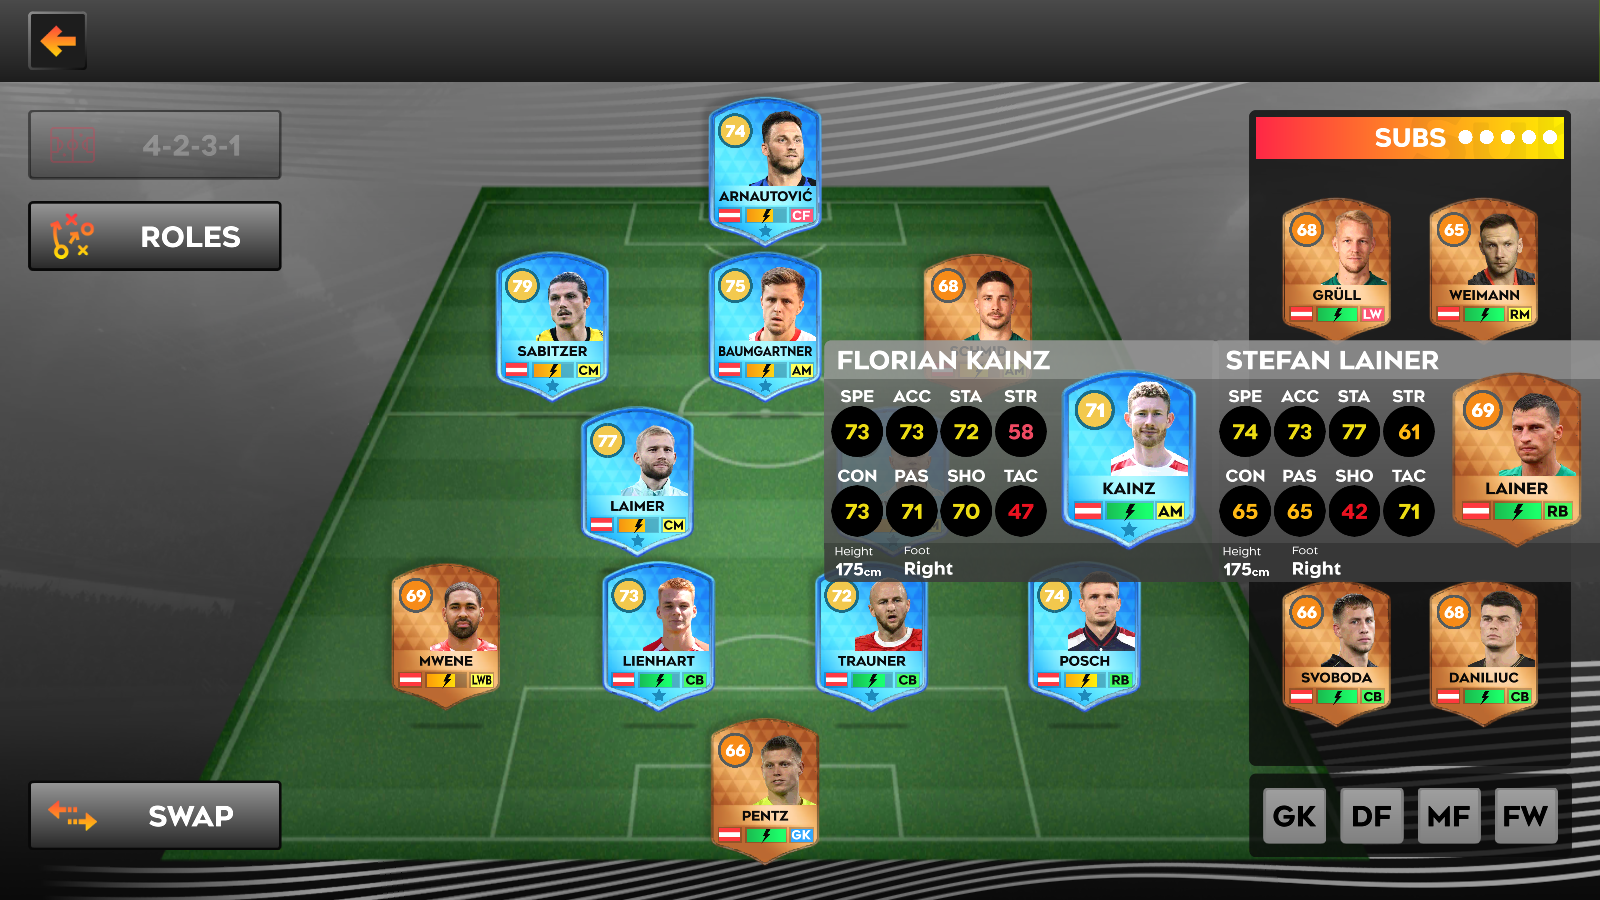 4-2-3-1
ROLES
SWAP
74
ARNAUTOVIĆ
CF
79
SABITZER
CM
75
BAUMGARTNER
AM
68
SCHMID
AM
77
LAIMER
CM
69
MWENE
LWB
73
LIENHART
CB
72
TRAUNER
CB
74
POSCH
RB
66
PENTZ
GK
FLORIAN KAINZ
SPE ACC STA STR
73 73 72 58
CON PAS SHO TAC
73 71 70 47
Height Foot
175cm Right
71
KAINZ
AM
STEFAN LAINER
SPE ACC STA STR
74 73 77 61
CON PAS SHO TAC
65 65 42 71
Height Foot
175cm Right
69
LAINER
RB
SUBS
68
GRÜLL
LW
65
WEIMANN
RM
66
SVOBODA
CB
68
DANILIUC
CB
GK DF MF FW